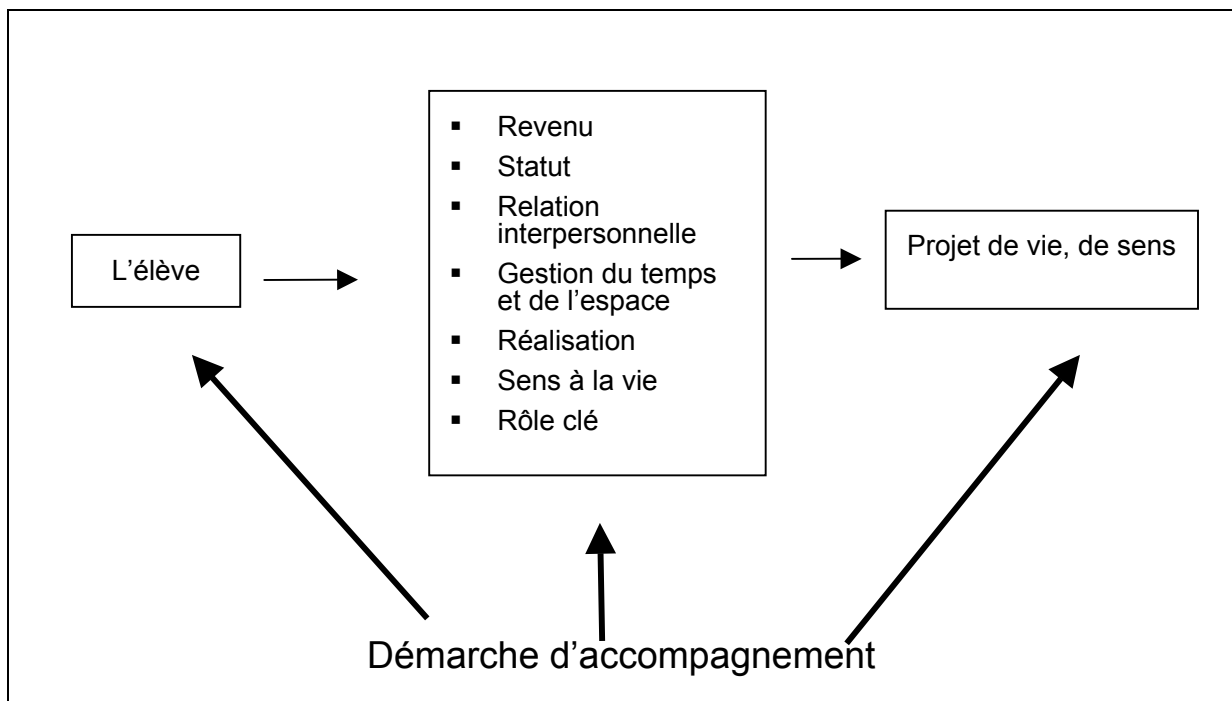 L’élève
▪ Revenu
▪ Statut
▪ Relation
interpersonnelle
▪ Gestion du temps
et de l’espace
▪ Réalisation
▪ Sens à la vie
▪ Rôle clé
Projet de vie, de sens
Démarche d’accompagnement